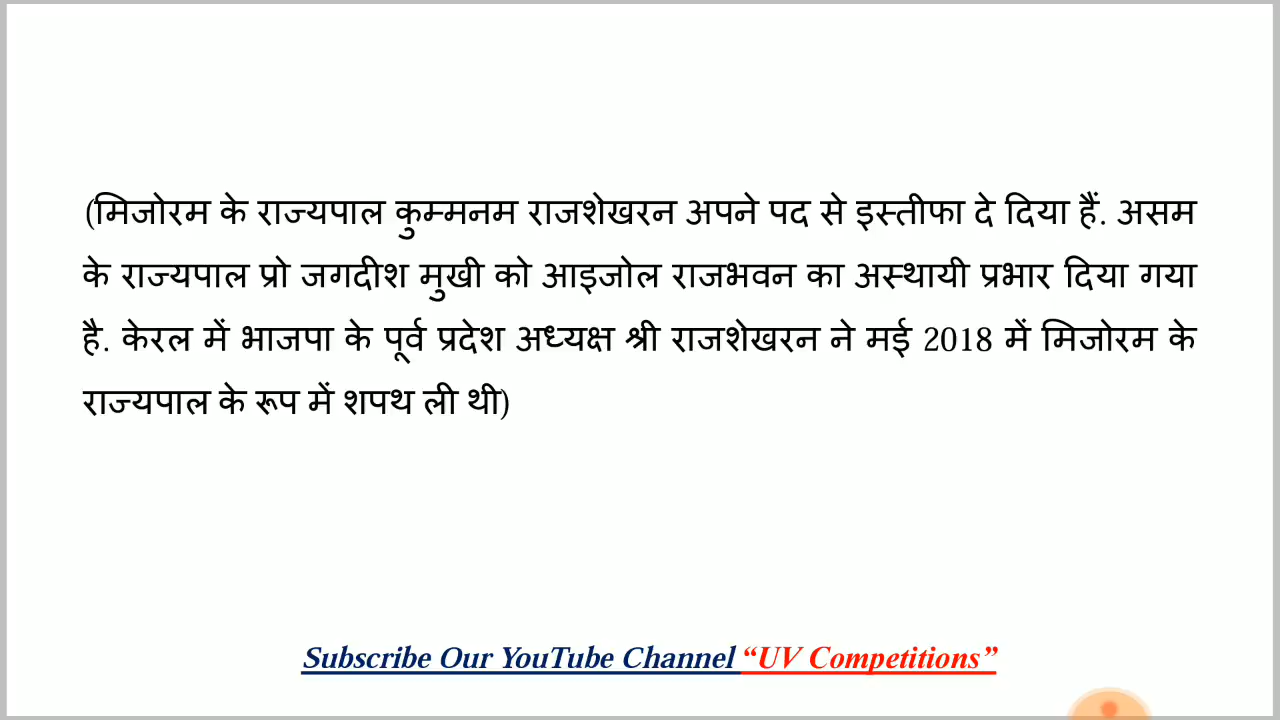 (मिजोरम के राज्यपाल कुम्मनम राजशेखरन अपने पद से इस्तीफा दे दिया हैं. असम
के राज्यपाल प्रो जगदीश मुखी को आइजोल राजभवन का अस्थायी प्रभार दिया गया
है. केरल में भाजपा के पूर्व प्रदेश अध्यक्ष श्री राजशेखरन ने मई 2018 में मिजोरम के
राज्यपाल के रूप में शपथ ली थी)
Subscribe Our YouTube Channel “UV Competitions”